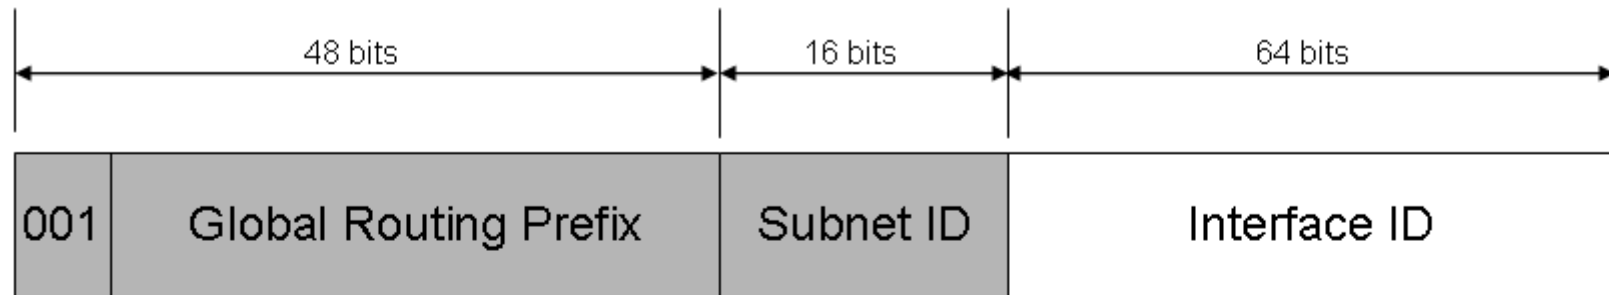 48 bits
16 bits
64 bits
001
Global Routing Prefix
Subnet ID
Interface ID